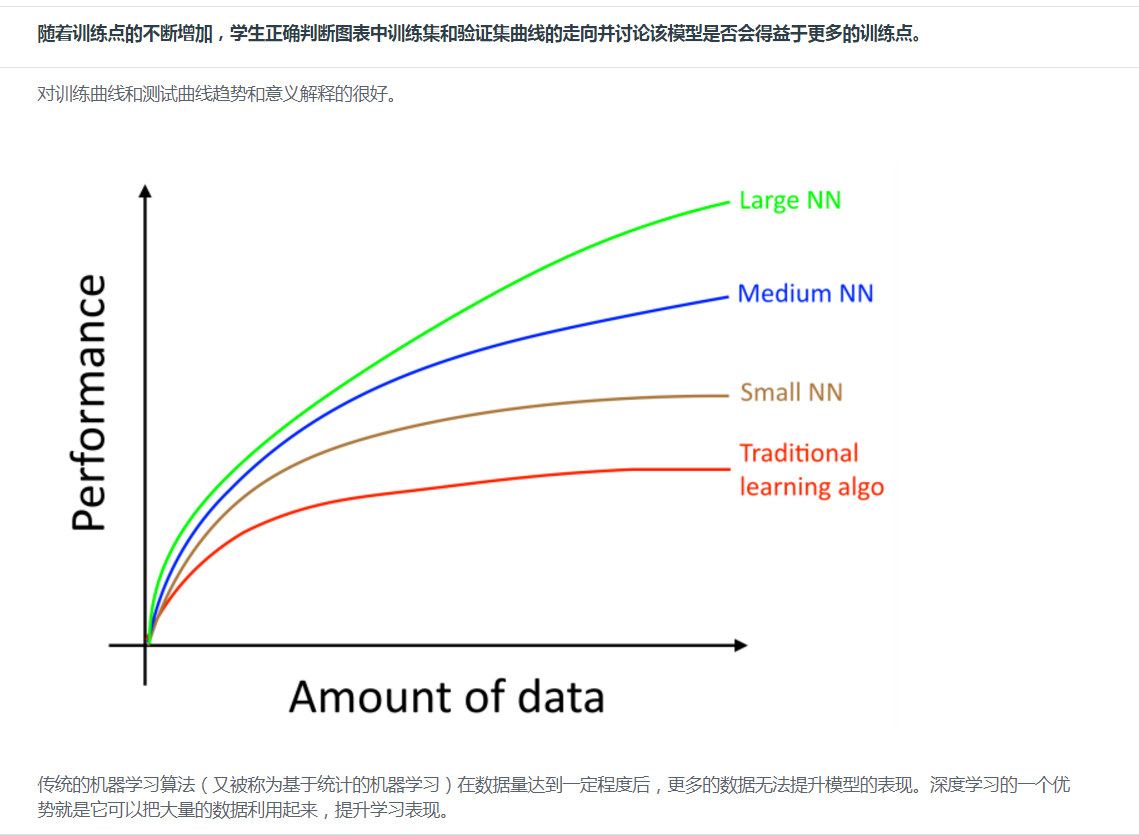 随着训练点的不断增加，学生正确判断图表中训练集和验证集曲线的走向并讨论该模型是否会得益于更多的训练点。
对训练曲线和测试曲线趋势和意义解释的很好。
Large NN
Medium NN
Small NN
Traditional
learning algo
Performance
Amount of data
传统的机器学习算法（又被称为基于统计的机器学习）在数据量达到一定程度后，更多的数据无法提升模型的表现。深度学习的一个优
势就是它可以把大量的数据利用起来，提升学习表现。